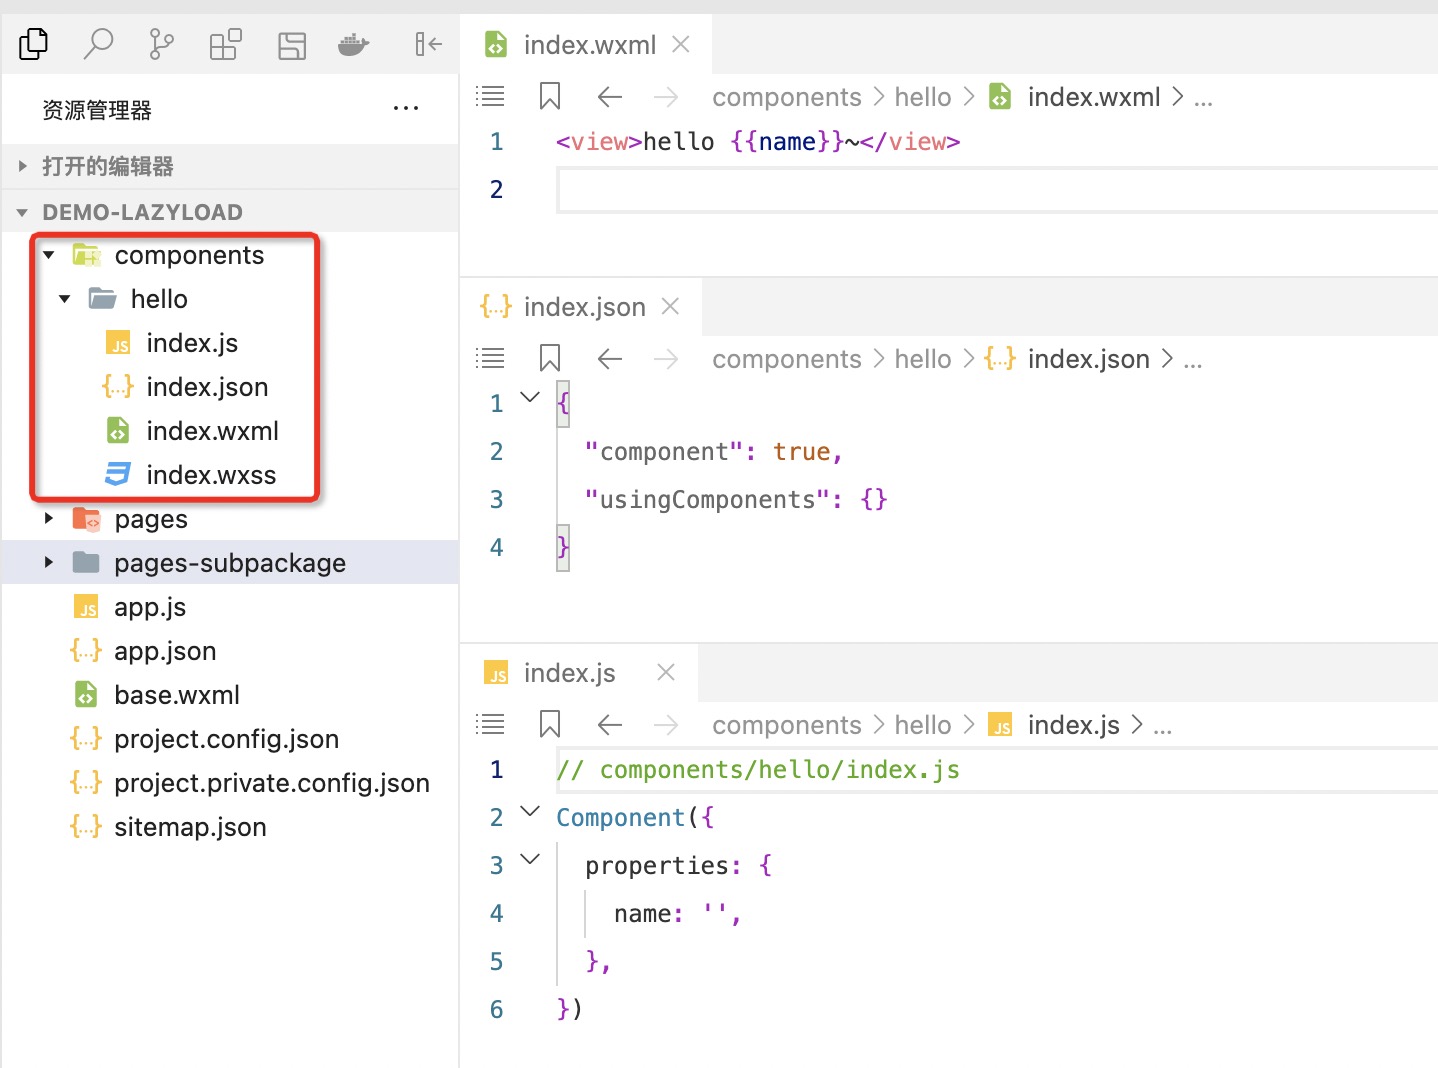 资源管理器
...
打开的编辑器
DEMO-LAZYLOAD
components
hello
JS index.js
{..} index.json
index.wxml
index.wxss
pages
pages-subpackage
JS app.js
{..} app.json
base.wxml
{..} project.config.json
{..} project.private.config.json
{..} sitemap.json
index.wxml
components > hello > index.wxml > ...
1 <view>hello {{name}}~</view>
2
{..} index.json
components > hello > {..} index.json > ...
1 {
2 "component": true,
3 "usingComponents": {}
4 }
JS index.js
components > hello > JS index.js > ...
1 // components/hello/index.js
2 Component({
3 properties: {
4 name: '',
5 },
6 })